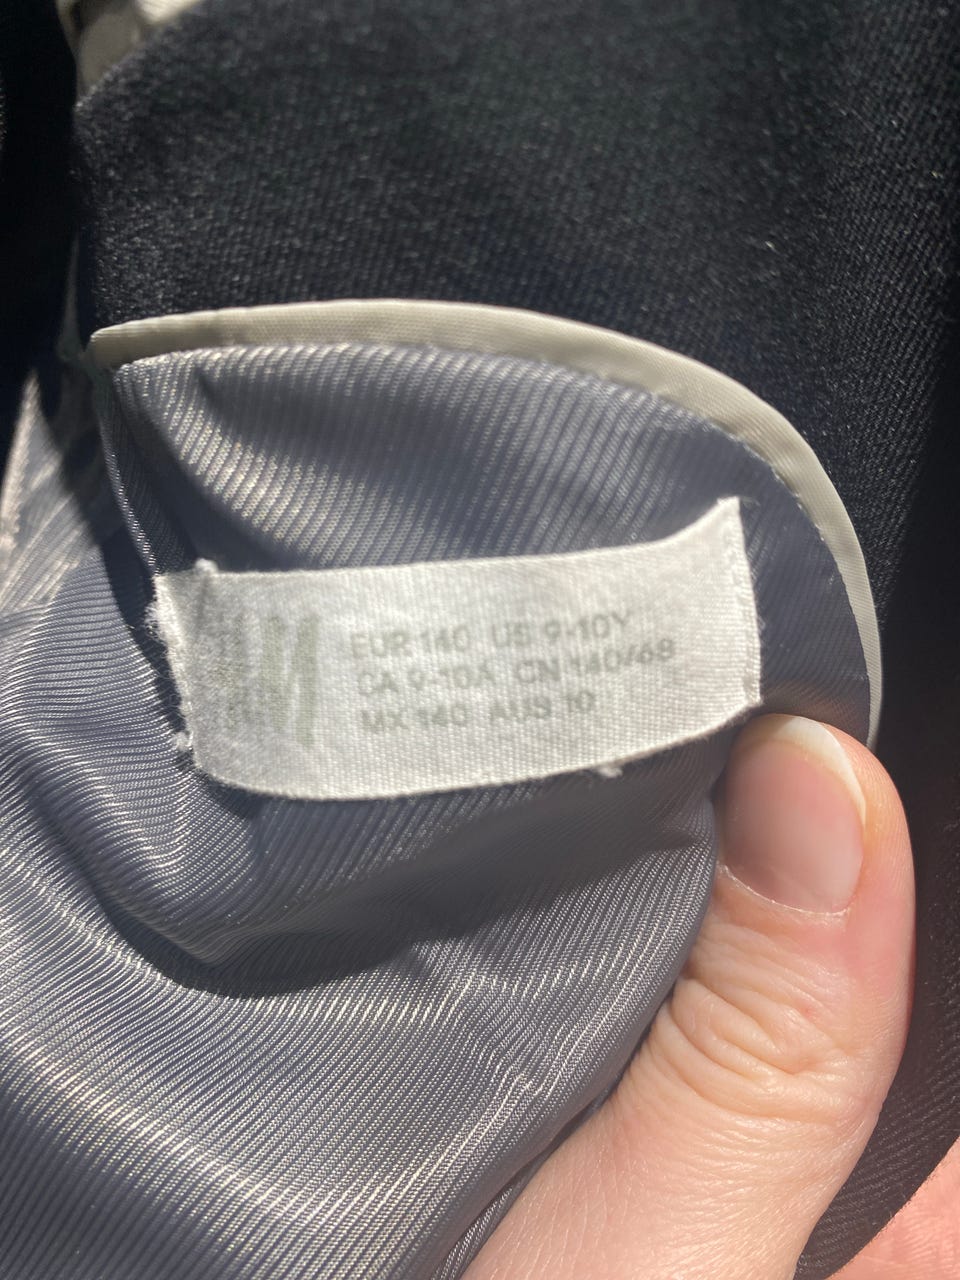 EUR 140 US 9-10Y
CA 9-10A CN 140/68
MX 140 AUS 10